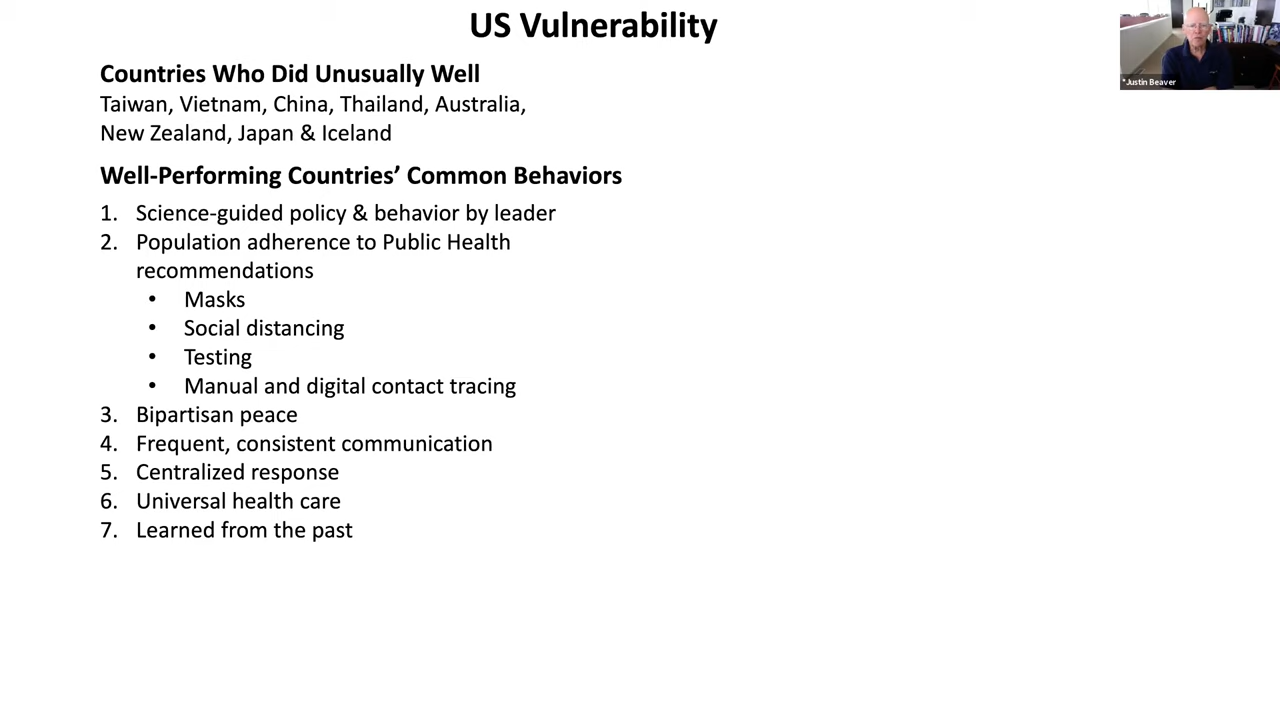 US Vulnerability
*Justin Beaver
Countries Who Did Unusually Well
Taiwan, Vietnam, China, Thailand, Australia,
New Zealand, Japan & Iceland
Well-Performing Countries’ Common Behaviors
1. Science-guided policy & behavior by leader
2. Population adherence to Public Health
recommendations
• Masks
• Social distancing
• Testing
• Manual and digital contact tracing
3. Bipartisan peace
4. Frequent, consistent communication
5. Centralized response
6. Universal health care
7. Learned from the past